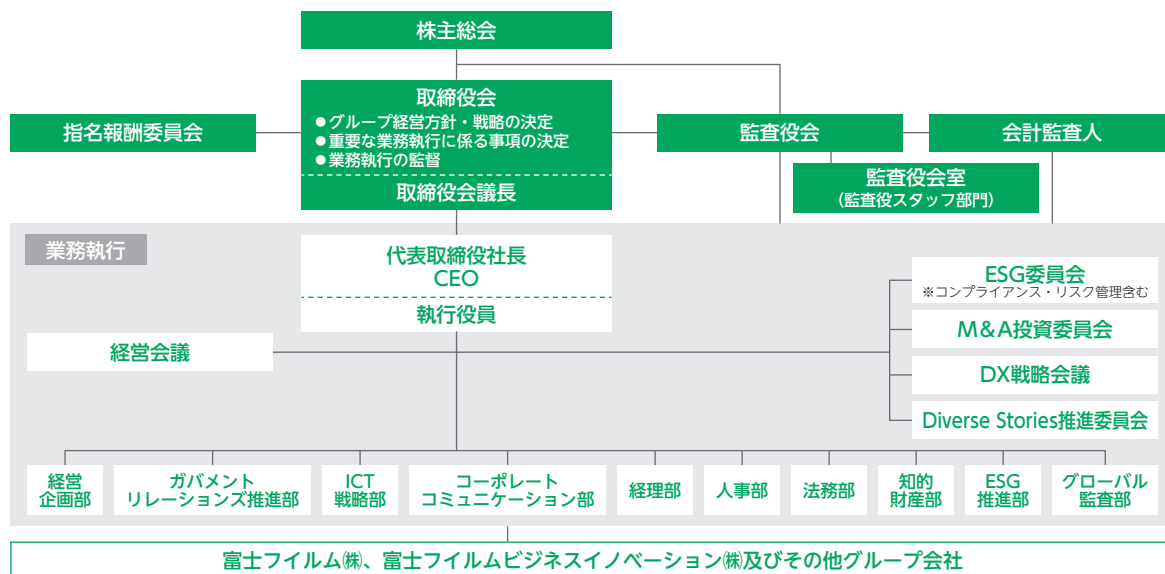 株主総会
取締役会
●グループ経営方針・戦略の決定
●重要な業務執行に係る事項の決定
●業務執行の監督
取締役会議長
指名報酬委員会
監査役会
会計監査人
監査役会室
(監査役スタッフ部門)
業務執行
代表取締役社長
CEO
執行役員
経営会議
ESG委員会
※コンプライアンス・リスク管理含む
M&A投資委員会
DX戦略会議
Diverse Stories推進委員会
経営
企画部
ガバメント
リレーションズ推進部
ICT
戦略部
コーポレート
コミュニケーション部
経理部
人事部
法務部
知的
財産部
ESG
推進部
グローバル
監査部
富士フイルム㈱、富士フイルムビジネスイノベーション㈱及びその他グループ会社